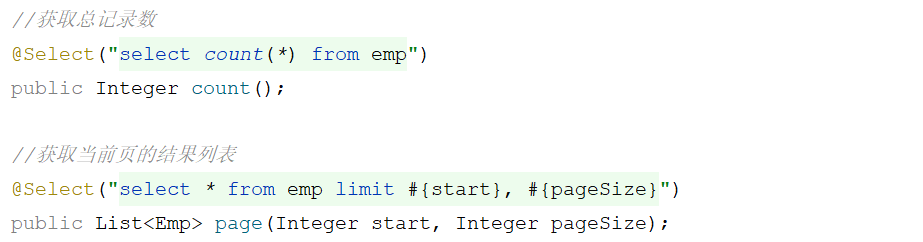 //获取总记录数
@Select("select count(*) from emp")
public Integer count();
//获取当前页的结果列表
@Select("select * from emp limit #{start}, #{pageSize}")
public List<Emp> page(Integer start, Integer pageSize);